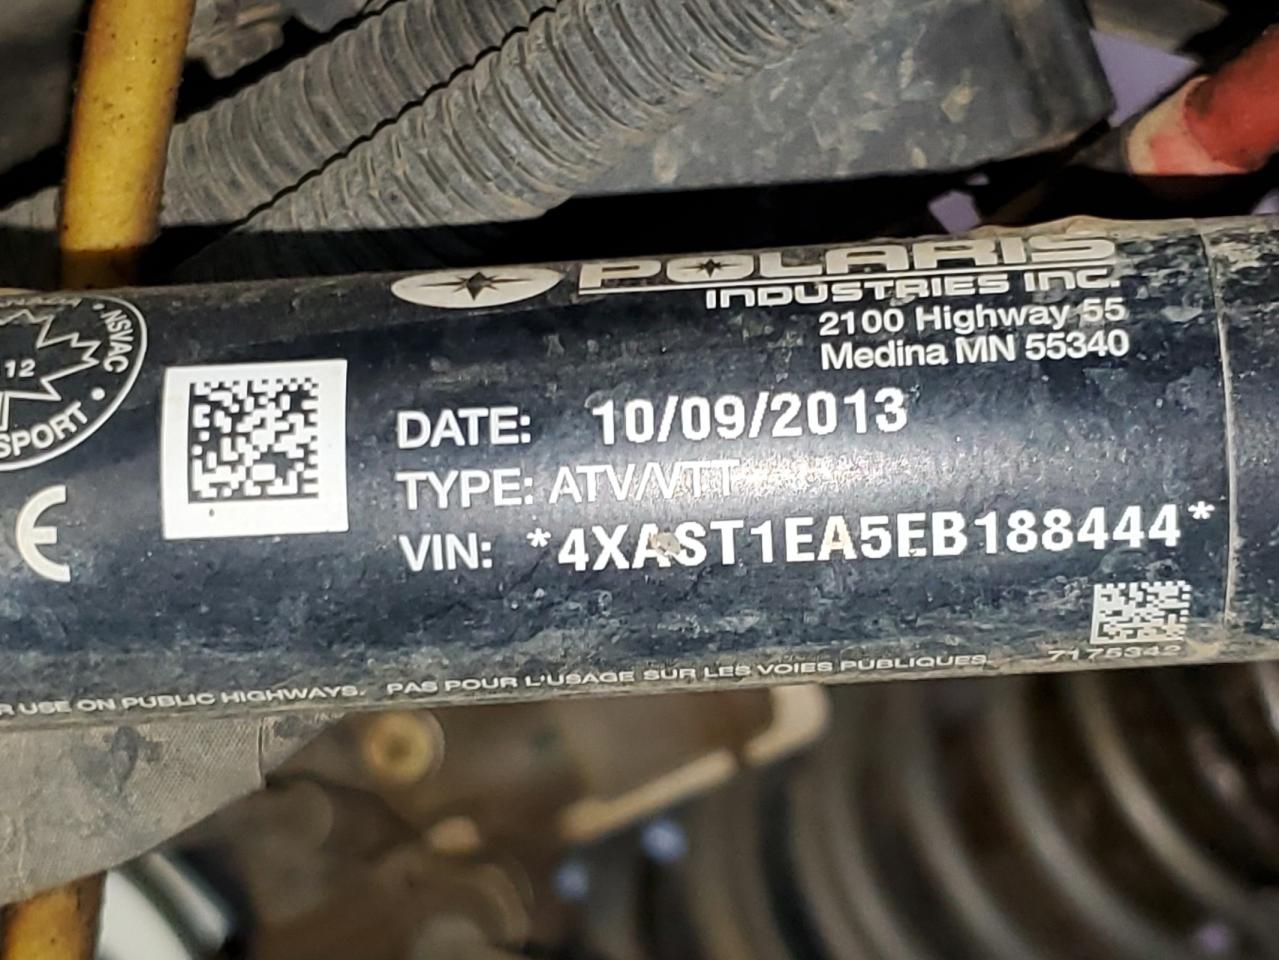 POLARIS
INDUSTRIES INC.
2100 Highway 55
Medina MN 55340
NSVAC
12
SPORT
DATE: 10/09/2013
TYPE: ATV/VTT
VIN: *4XAST1EA5EB188444*
CE
7175342
R USE ON PUBLIC HIGHWAYS. PAS POUR L'USAGE SUR LES VOIES PUBLIQUES